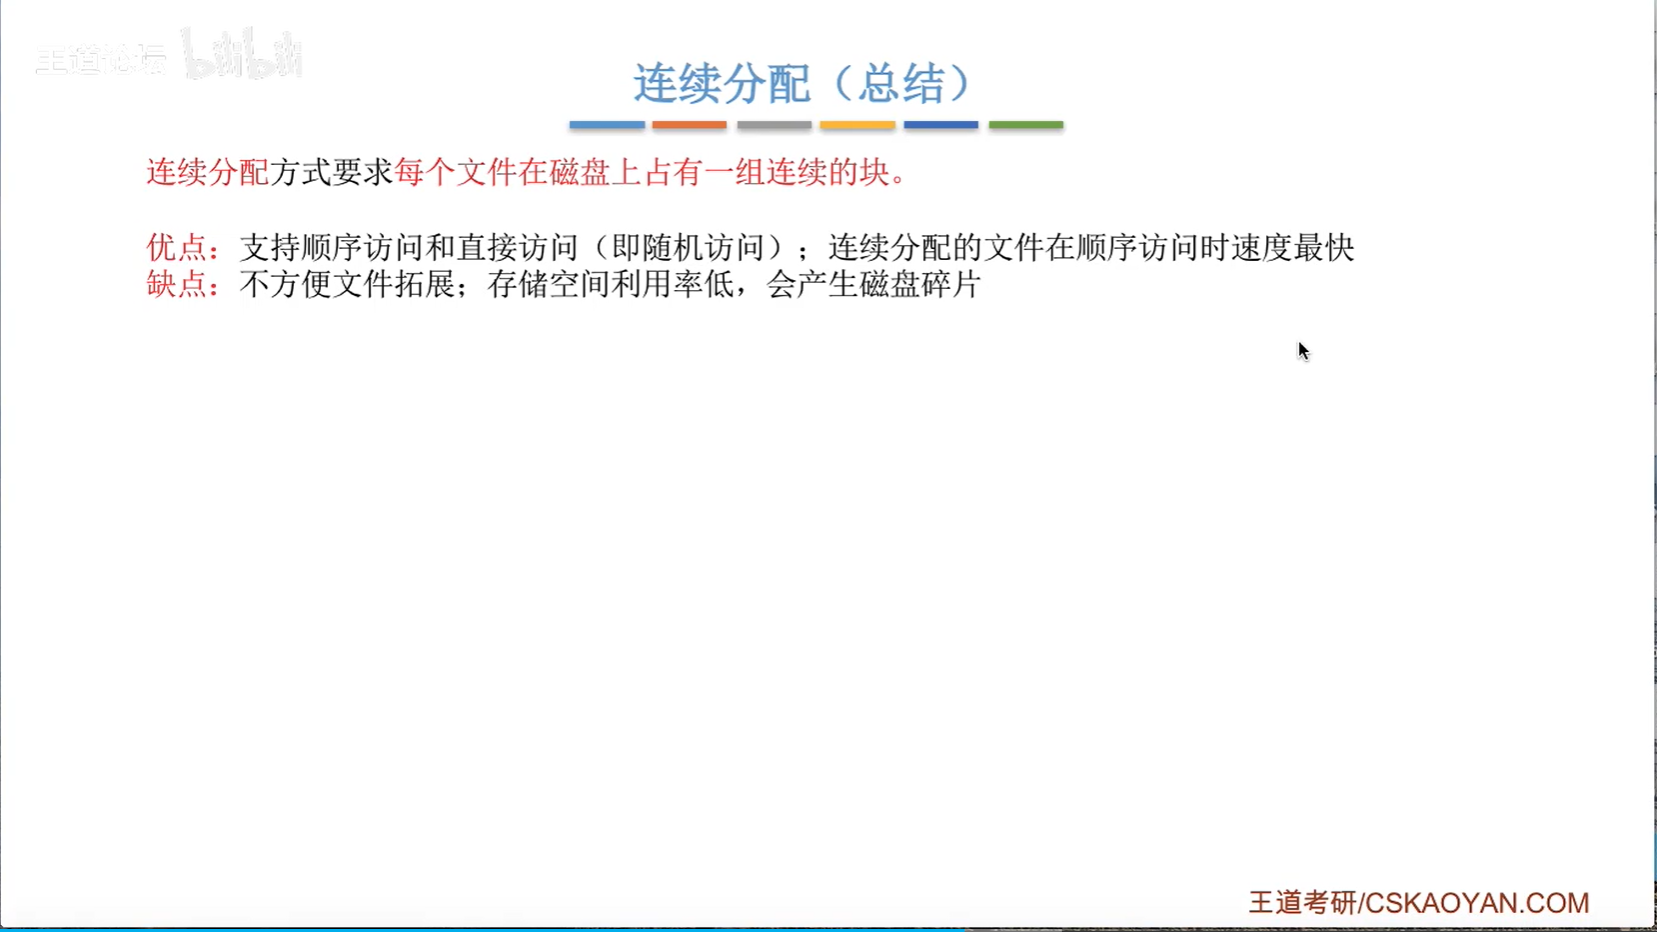 王道论坛 bilibili
连续分配（总结）
连续分配方式要求每个文件在磁盘上占有一组连续的块。
优点：支持顺序访问和直接访问（即随机访问）；连续分配的文件在顺序访问时速度最快
缺点：不方便文件拓展；存储空间利用率低，会产生磁盘碎片
王道考研/CSKAOYAN.COM